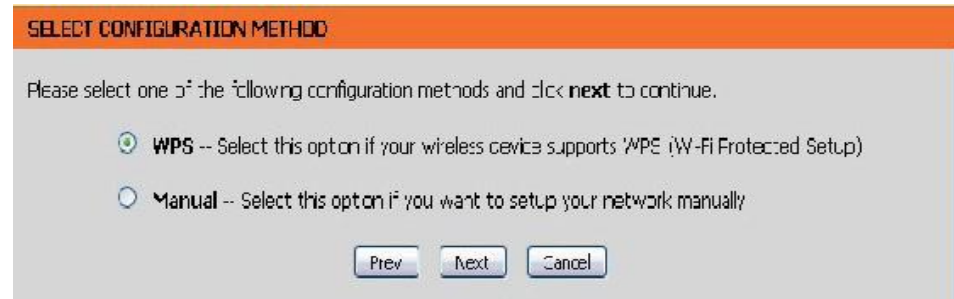 SELECT CONFIGURATION METHOD
Please select one of the following configuration methods and click next to continue.
WPS -- Select this option if your wireless device supports WPS (Wi-Fi Protected Setup)
Manual -- Select this option if you want to setup your network manually
Prev Next Cancel